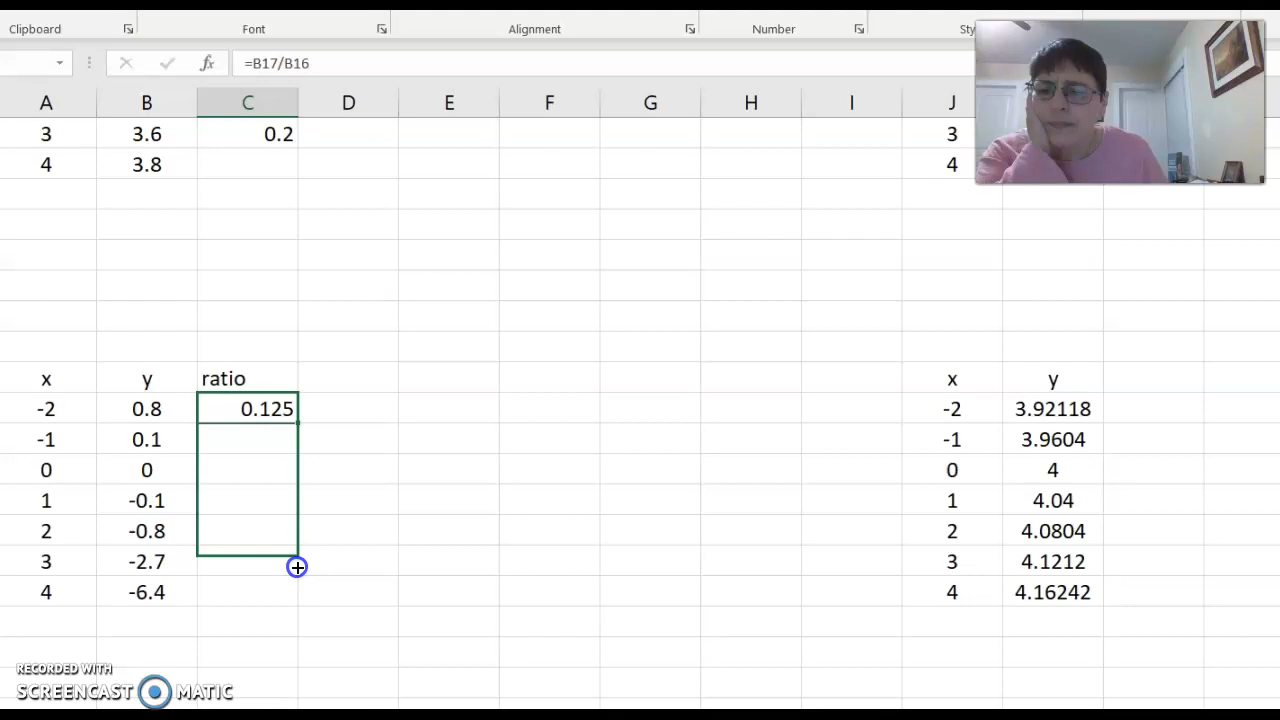 Clipboard Font Alignment Number Sty
fx =B17/B16
A B C D E F G H I J
3 3.6 0.2 3
4 3.8 4
x y ratio x y
-2 0.8 0.125 -2 3.92118
-1 0.1 -1 3.9604
0 0 0 4
1 -0.1 1 4.04
2 -0.8 2 4.0804
3 -2.7 3 4.1212
4 -6.4 4 4.16242
RECORDED WITH
SCREENCAST MATIC